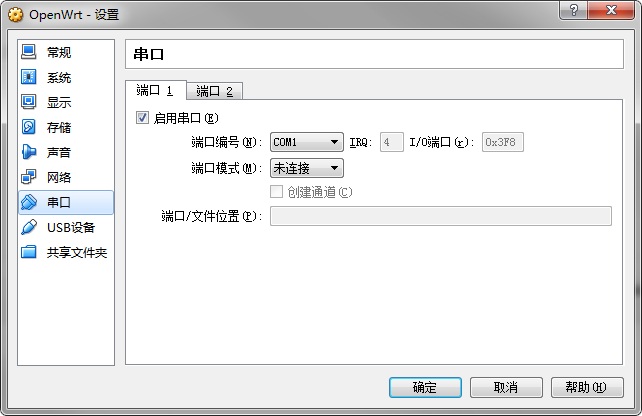 OpenWrt - 设置
常规
系统
显示
存储
声音
网络
串口
USB设备
共享文件夹
串口
端口 1 端口 2
启用串口(E)
端口编号(N): COM1 IRQ: 4 I/O端口(r): 0x3F8
端口模式(M): 未连接
创建通道(C)
端口/文件位置(P):
确定 取消 帮助(H)